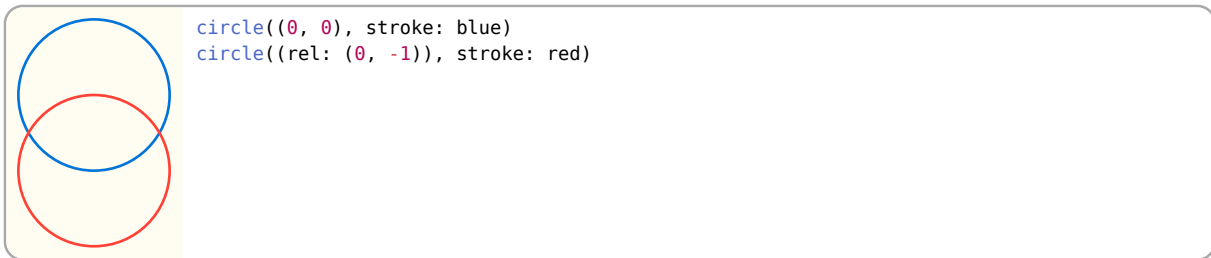 circle((0, 0), stroke: blue)
circle((rel: (0, -1)), stroke: red)